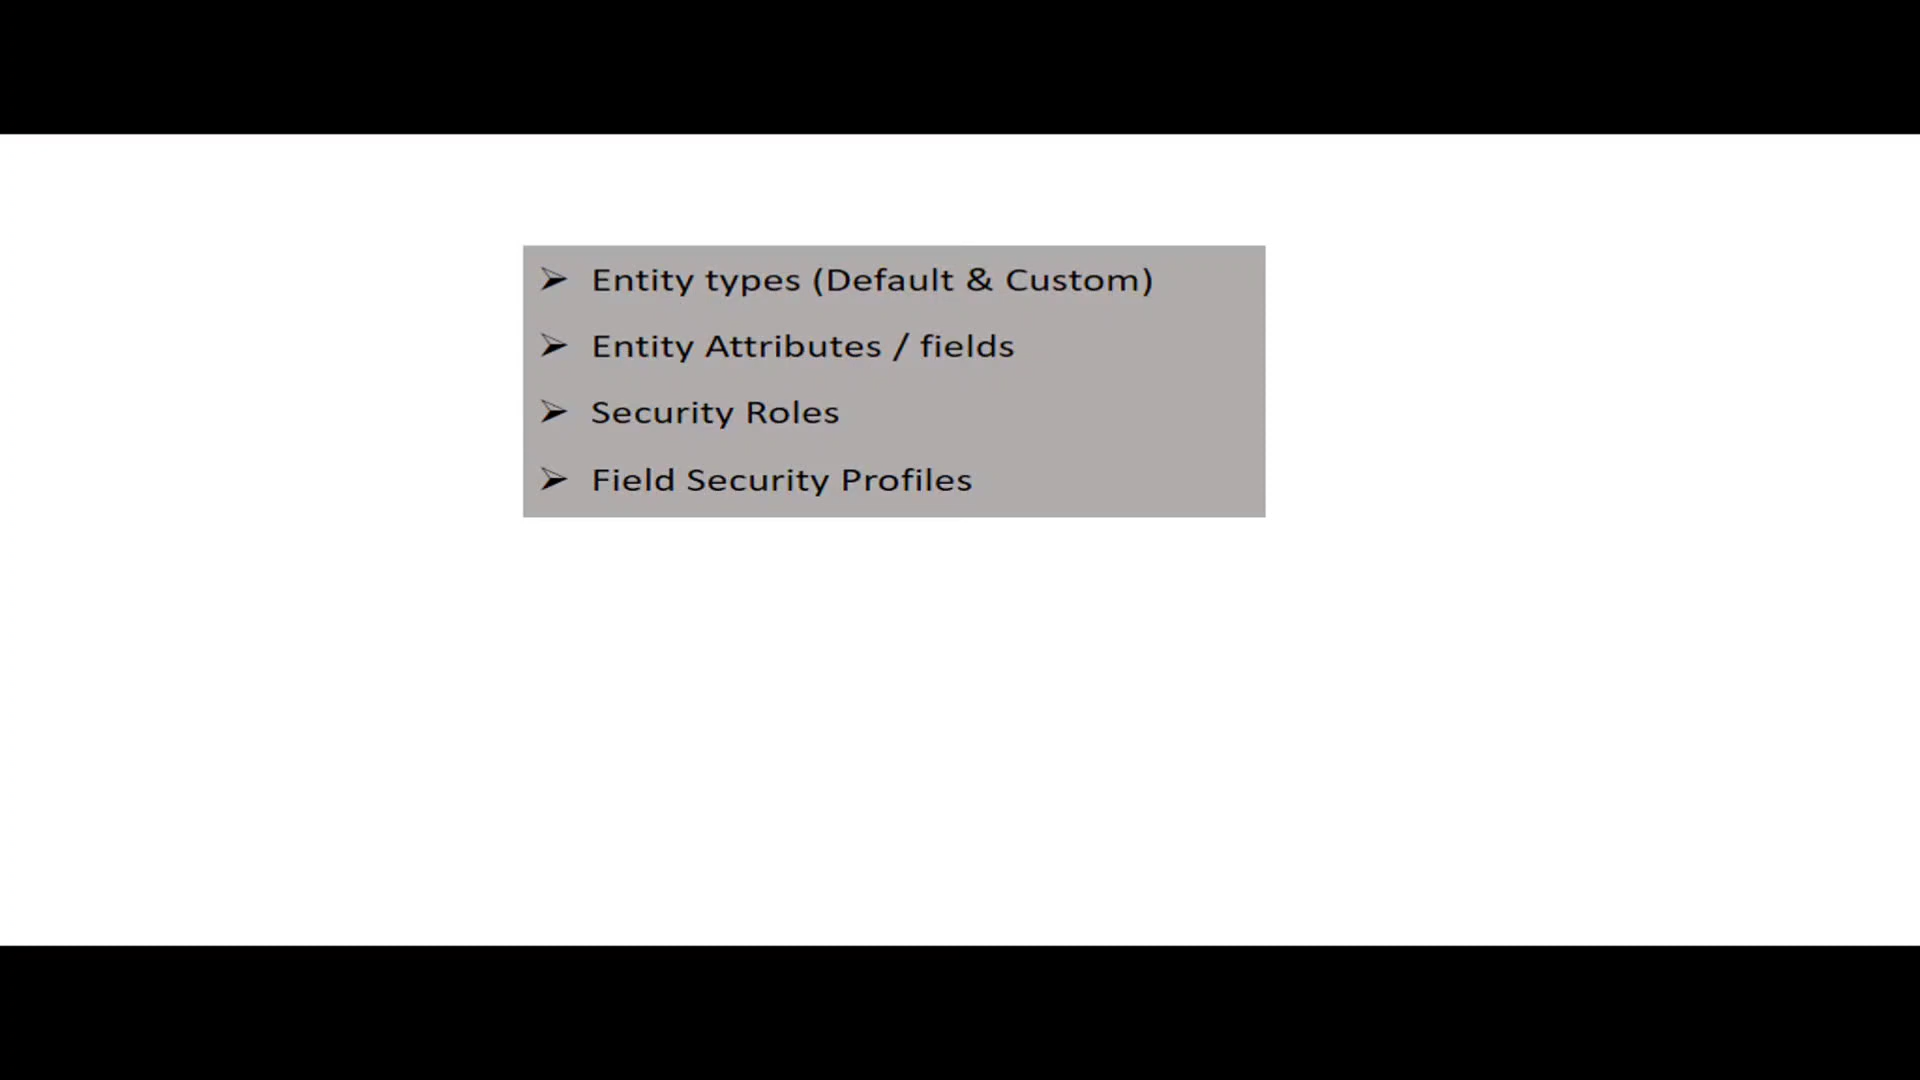 ➢ Entity types (Default & Custom)
➢ Entity Attributes / fields
➢ Security Roles
➢ Field Security Profiles